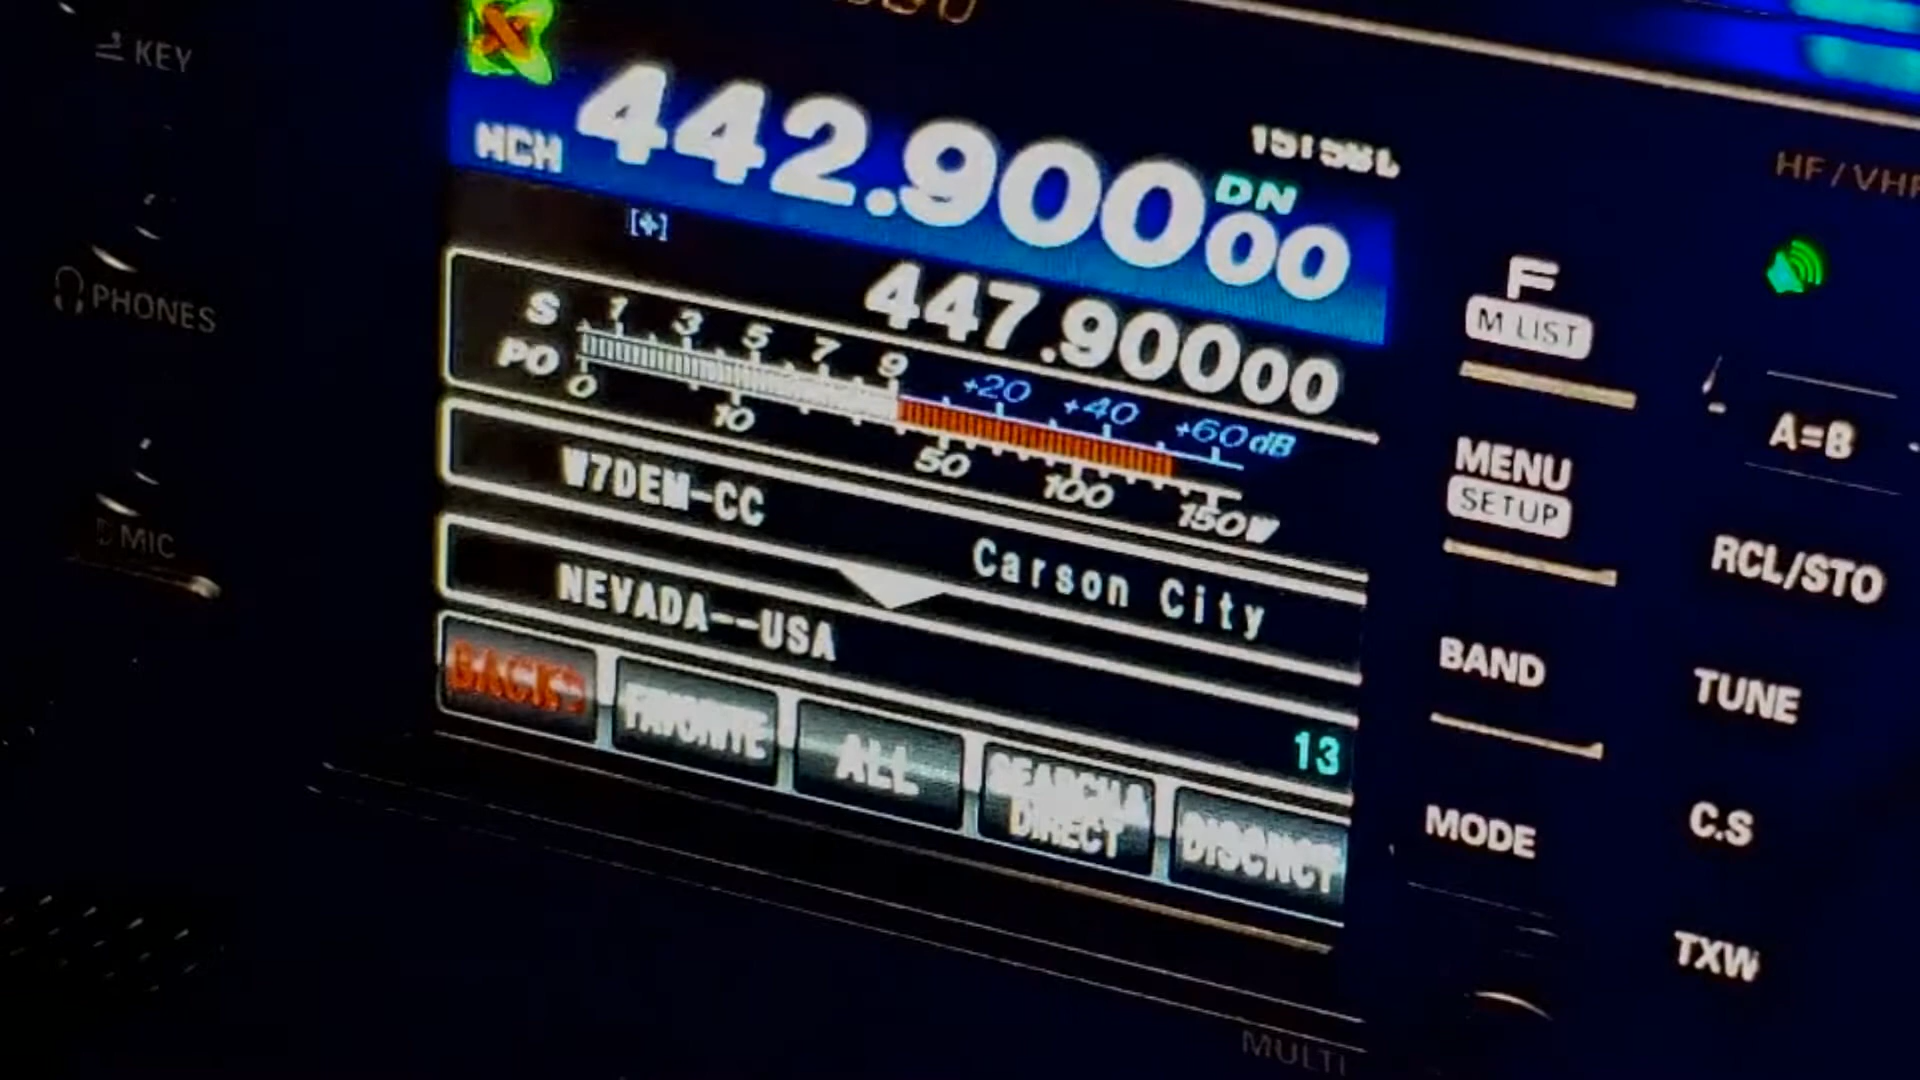 KEY
PHONES
MIC
MCH
442.90000
DN
447.90000
S 1 3 5 7 9 +20 +40 +60dB
PO 0 10 50 100 150W
W7DEM-CC
Carson City
NEVADA--USA
13
BACK
FAVORITE
ALL
SEARCH&
DIRECT
DISCNCT
HF/VHF
F
M LIST
A=B
MENU
SETUP
RCL/STO
BAND
TUNE
MODE
C.S
TXW
MULTI